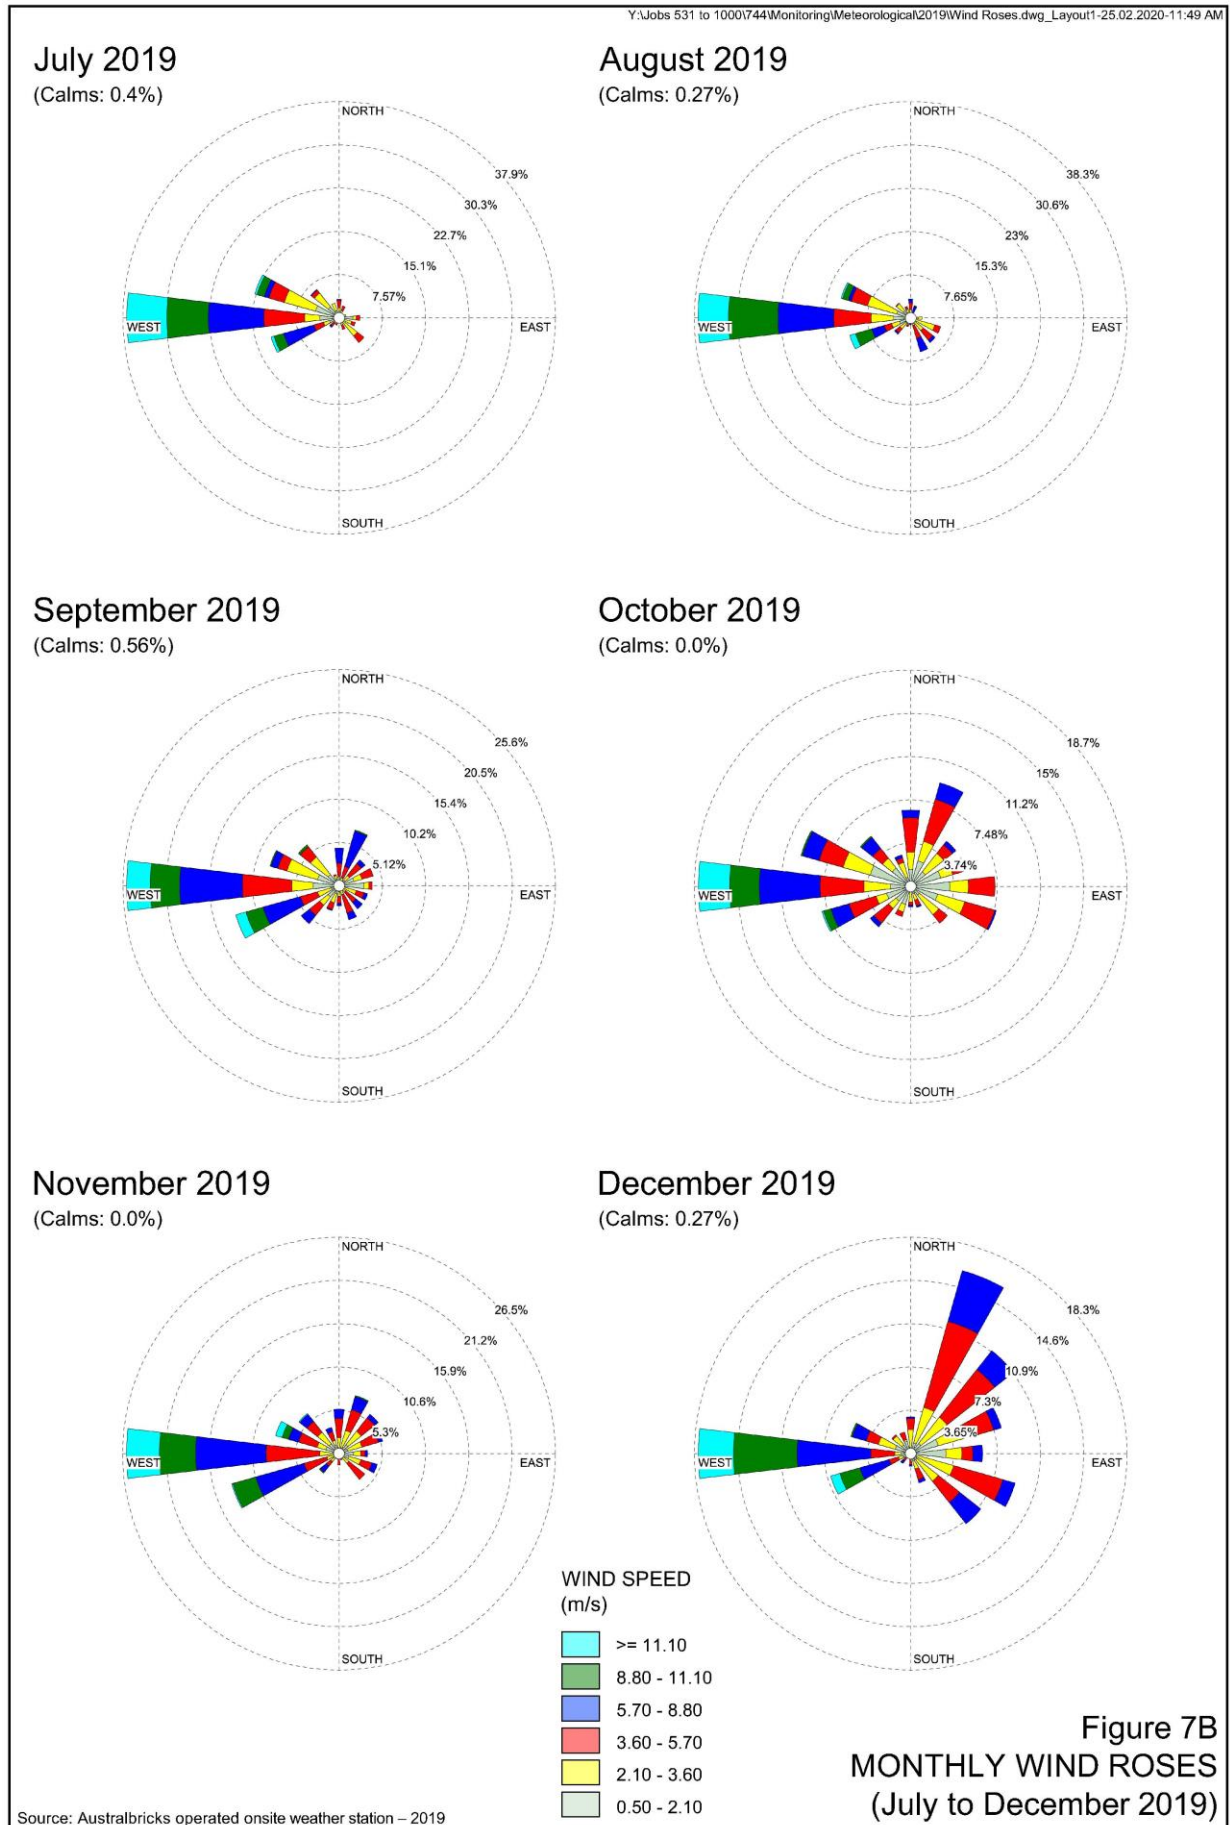 Y:\Jobs 531 to 1000\744\Monitoring\Meteorological\2019\Wind Roses.dwg_Layout1-25.02.2020-11:49 AM
July 2019
(Calms: 0.4%)
NORTH
37.9%
30.3%
22.7%
15.1%
7.57%
WEST
EAST
SOUTH
August 2019
(Calms: 0.27%)
NORTH
38.3%
30.6%
23%
15.3%
7.65%
WEST
EAST
SOUTH
September 2019
(Calms: 0.56%)
NORTH
25.6%
20.5%
15.4%
10.2%
5.12%
WEST
EAST
SOUTH
October 2019
(Calms: 0.0%)
NORTH
18.7%
15%
11.2%
7.48%
3.74%
WEST
EAST
SOUTH
November 2019
(Calms: 0.0%)
NORTH
26.5%
21.2%
15.9%
10.6%
5.3%
WEST
EAST
SOUTH
December 2019
(Calms: 0.27%)
NORTH
18.3%
14.6%
10.9%
7.3%
3.65%
WEST
EAST
SOUTH
WIND SPEED
(m/s)
>= 11.10
8.80 - 11.10
5.70 - 8.80
3.60 - 5.70
2.10 - 3.60
0.50 - 2.10
Figure 7B
MONTHLY WIND ROSES
(July to December 2019)
Source: Australbricks operated onsite weather station – 2019